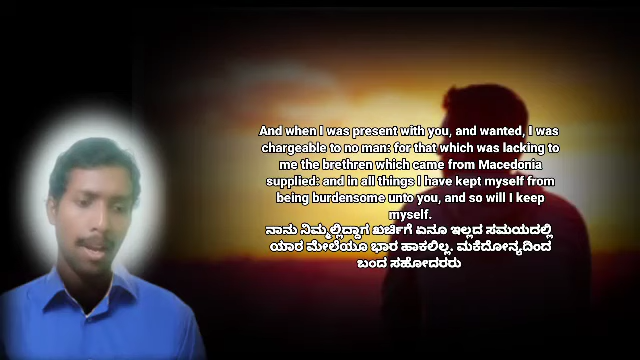 And when I was present with you, and wanted, I was
chargeable to no man: for that which was lacking to
me the brethren which came from Macedonia
supplied: and in all things I have kept myself from
being burdensome unto you, and so will I keep
myself.
ನಾನು ನಿಮ್ಮಲ್ಲಿದ್ದಾಗ ಖರ್ಚಿಗೆ ಏನೂ ಇಲ್ಲದ ಸಮಯದಲ್ಲಿ
ಯಾರ ಮೇಲೆಯೂ ಭಾರ ಹಾಕಲಿಲ್ಲ. ಮಕೆದೋನ್ಯದಿಂದ
ಬಂದ ಸಹೋದರರು